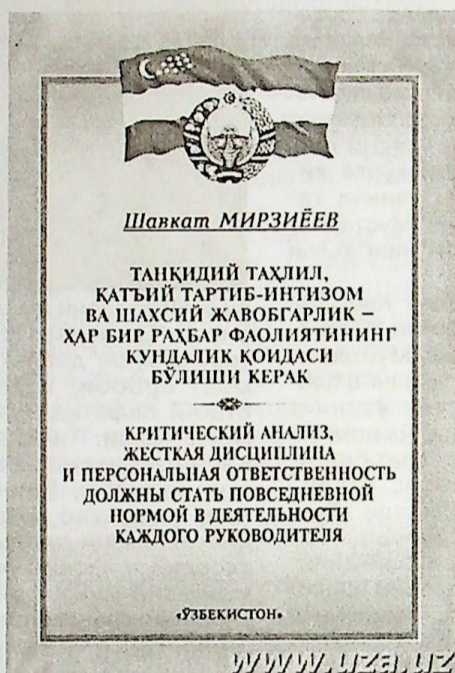 Шавкат МИРЗИЁЕВ
ТАНҚИДИЙ ТАҲЛИЛ,
ҚАТЪИЙ ТАРТИБ-ИНТИЗОМ
ВА ШАХСИЙ ЖАВОБГАРЛИК –
ҲАР БИР РАҲБАР ФАОЛИЯТИНИНГ
КУНДАЛИК ҚОИДАСИ
БЎЛИШИ КЕРАК
КРИТИЧЕСКИЙ АНАЛИЗ,
ЖЕСТКАЯ ДИСЦИПЛИНА
И ПЕРСОНАЛЬНАЯ ОТВЕТСТВЕННОСТЬ
ДОЛЖНЫ СТАТЬ ПОВСЕДНЕВНОЙ
НОРМОЙ В ДЕЯТЕЛЬНОСТИ
КАЖДОГО РУКОВОДИТЕЛЯ
«ЎЗБЕКИСТОН»
www.uza.uz